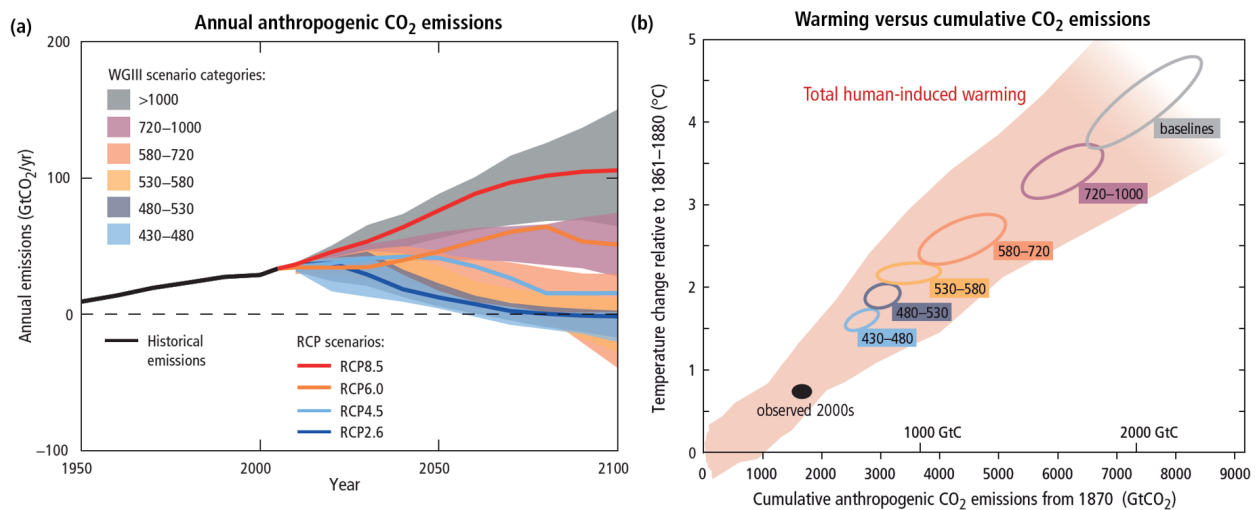 (a)
Annual anthropogenic CO₂ emissions
200
100
0
−100
Annual emissions (GtCO₂/yr)
WGIII scenario categories:
>1000
720−1000
580−720
530−580
480−530
430−480
Historical
emissions
RCP scenarios:
RCP8.5
RCP6.0
RCP4.5
RCP2.6
1950
2000
2050
2100
Year
(b)
Warming versus cumulative CO₂ emissions
5
4
3
2
1
0
Temperature change relative to 1861–1880 (°C)
Total human-induced warming
baselines
720–1000
580–720
530–580
480–530
430–480
observed 2000s
1000 GtC
2000 GtC
0
1000
2000
3000
4000
5000
6000
7000
8000
9000
Cumulative anthropogenic CO₂ emissions from 1870 (GtCO₂)